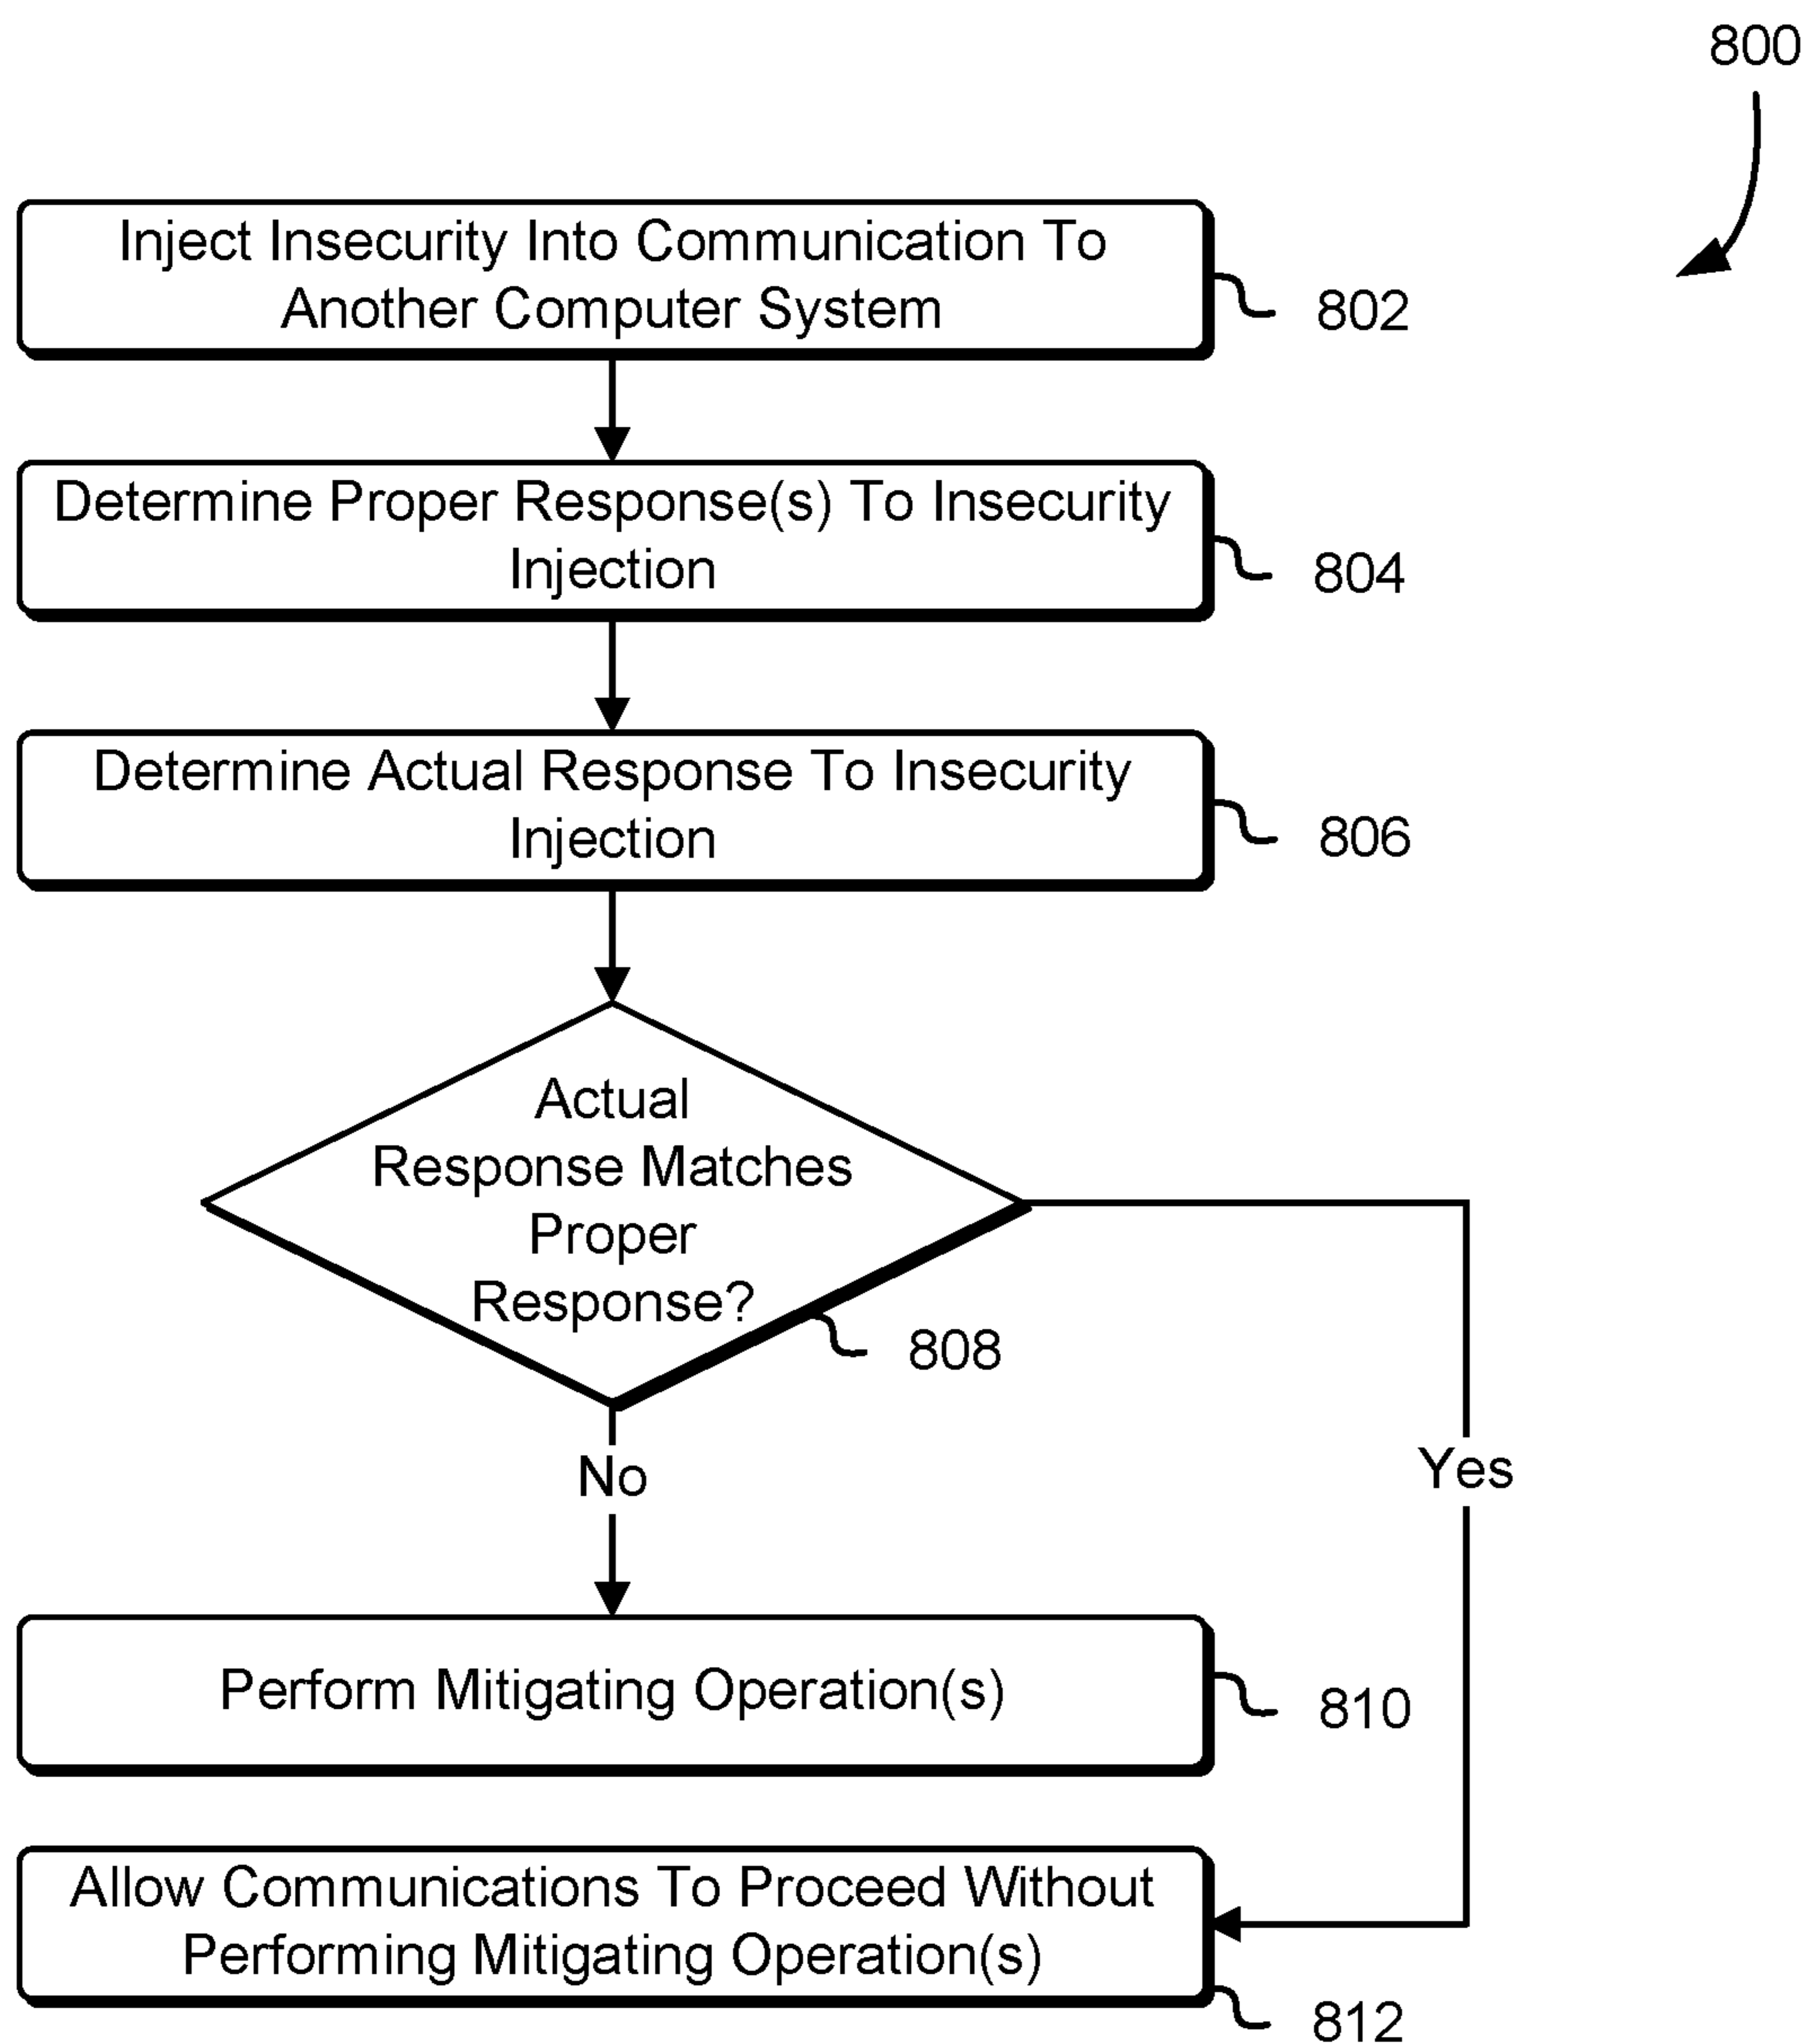 800
Inject Insecurity Into Communication To
Another Computer System
802
Determine Proper Response(s) To Insecurity
Injection
804
Determine Actual Response To Insecurity
Injection
806
Actual
Response Matches
Proper
Response?
808
No
Yes
Perform Mitigating Operation(s)
810
Allow Communications To Proceed Without
Performing Mitigating Operation(s)
812